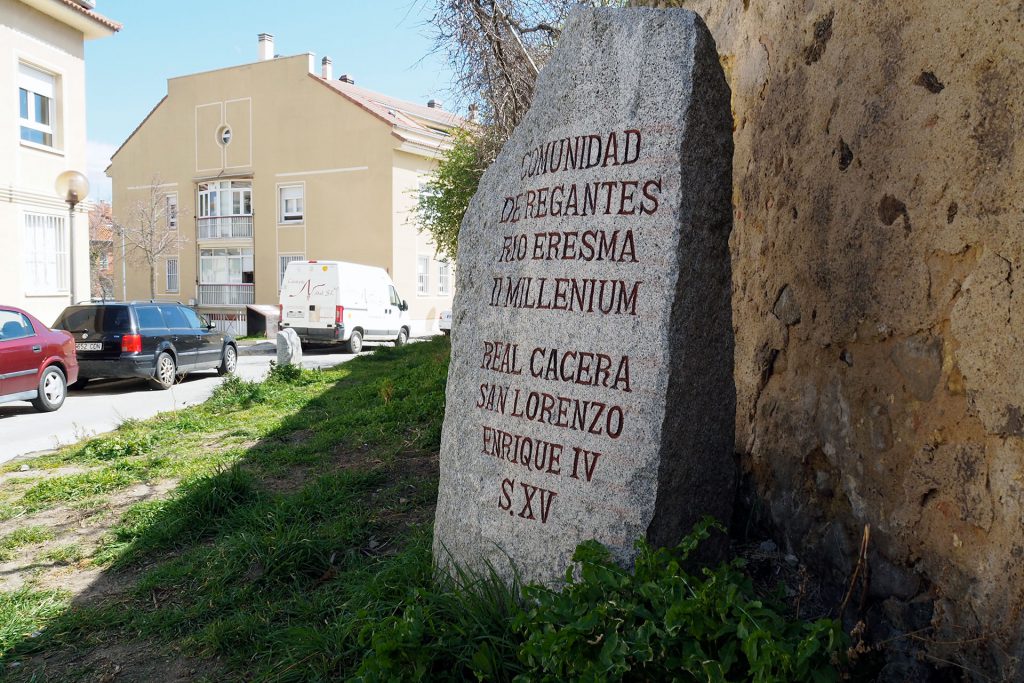 COMUNIDAD
DE REGANTES
RIO ERESMA
II MILLENIUM
REAL CACERA
SAN LORENZO
ENRIQUE IV
S.XV